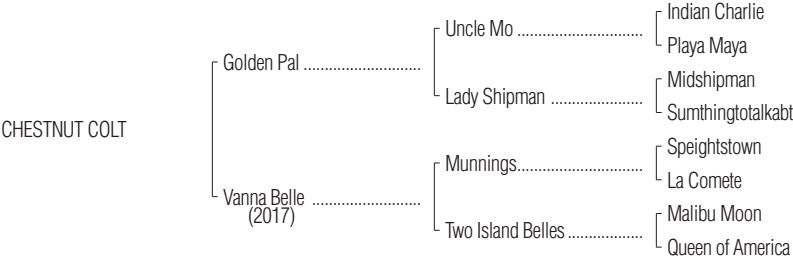 Indian Charlie
Uncle Mo ..............................
Playa Maya
Golden Pal ............................
Midshipman
Lady Shipman ......................
Sumthingtotalkabt
CHESTNUT COLT
Speightstown
Munnings..............................
La Comete
Vanna Belle ..........................
(2017)
Malibu Moon
Two Island Belles..................
Queen of America